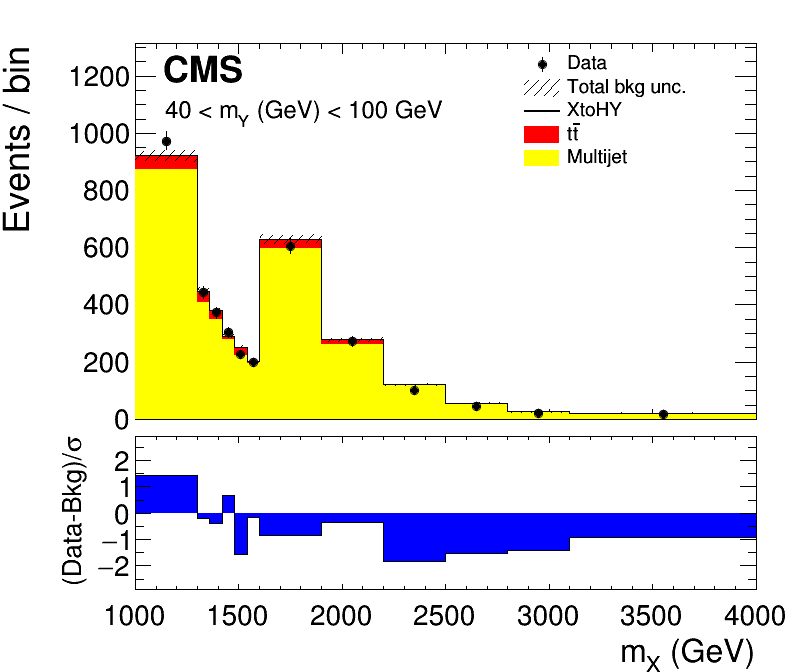 Events / bin
1200
1000
800
600
400
200
0
CMS
40 < m_Y (GeV) < 100 GeV
Data
Total bkg unc.
XtoHY
tt̄
Multijet
(Data-Bkg)/σ
2
1
0
−1
−2
1000 1500 2000 2500 3000 3500 4000
m_X (GeV)